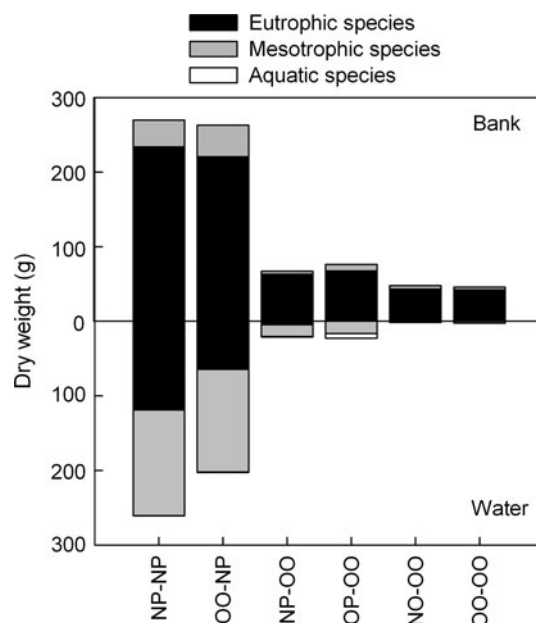 Eutrophic species
Mesotrophic species
Aquatic species
300
Bank
200
100
0
100
200
Water
300
Dry weight (g)
NP-NP
OO-NP
NP-OO
OP-OO
NO-OO
OO-OO